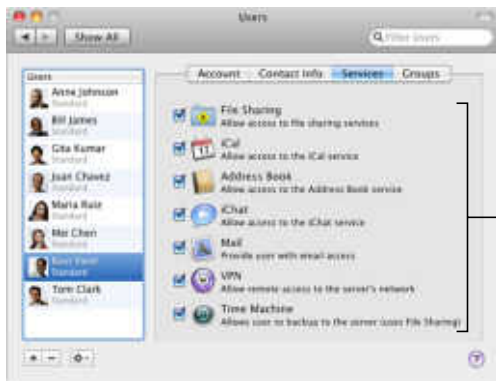 Users
Show All
Filter Users
Users
Account Contact Info Services Groups
Anne Johnson
Standard
Bill James
Standard
Gita Kumar
Standard
Juan Chavez
Standard
Maria Ruiz
Standard
Mei Chen
Standard
Standard
Tom Clark
Standard
File Sharing
Allow access to file sharing services
iCal
Allow access to the iCal service
Address Book
Allow access to the Address Book service
iChat
Allow access to the iChat service
Mail
Provide user with email access
VPN
Allow remote access to the server's network
Time Machine
Allows user to backup to the server (uses File Sharing)